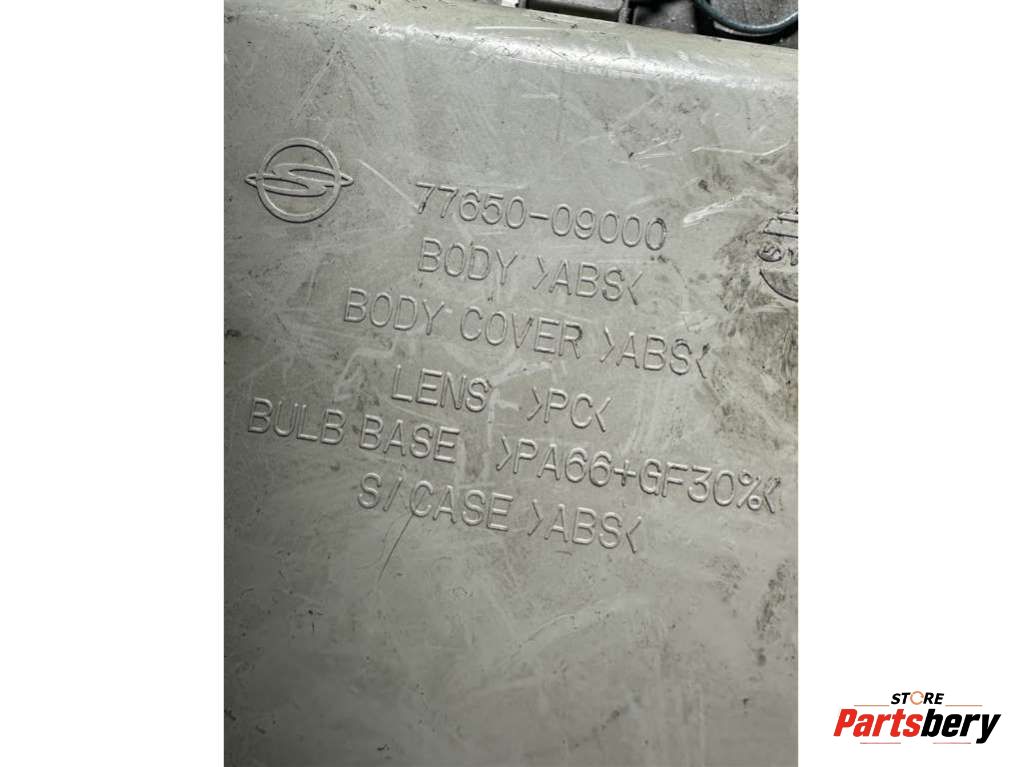 77650-09000
BODY >ABS<
BODY COVER >ABS<
LENS >PC<
BULB BASE >PA66+GF30%<
S/CASE >ABS<
STORE
Partsbery